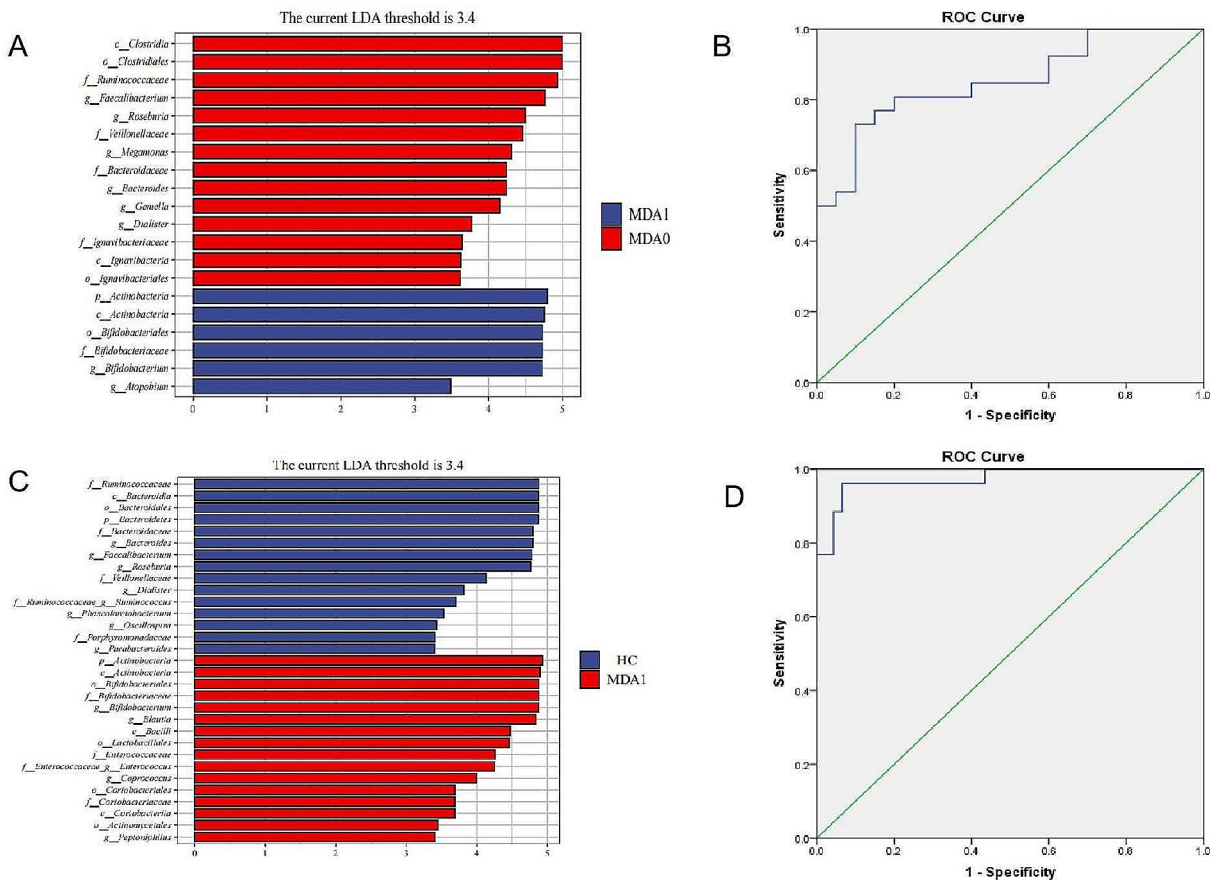 A
The current LDA threshold is 3.4
c__Clostridia
o__Clostridiales
f__Ruminococcaceae
g__Faecalibacterium
g__Roseburia
f__Veillonellaceae
g__Megamonas
f__Bacteroidaceae
g__Bacteroides
g__Gemella
g__Dialister
f__Ignavibacteriaceae
c__Ignavibacteria
o__Ignavibacteriales
p__Actinobacteria
c__Actinobacteria
o__Bifidobacteriales
f__Bifidobacteriaceae
g__Bifidobacterium
g__Atopobium
0 1 2 3 4 5
MDA1
MDA0
B
ROC Curve
Sensitivity
1.0
0.8
0.6
0.4
0.2
0.0
0.0 0.2 0.4 0.6 0.8 1.0
1 - Specificity
C
The current LDA threshold is 3.4
f__Ruminococcaceae
c__Bacteroidia
o__Bacteroidales
p__Bacteroidetes
f__Bacteroidaceae
g__Bacteroides
g__Faecalibacterium
g__Roseburia
f__Veillonellaceae
g__Dialister
f__Ruminococcaceae_g__Ruminococcus
g__Phascolarctobacterium
g__Oscillospira
f__Porphyromonadaceae
g__Parabacteroides
p__Actinobacteria
c__Actinobacteria
o__Bifidobacteriales
f__Bifidobacteriaceae
g__Bifidobacterium
g__Blautia
c__Bacilli
o__Lactobacillales
f__Enterococcaceae
f__Enterococcaceae_g__Enterococcus
g__Coprococcus
o__Coriobacteriales
f__Coriobacteriaceae
c__Coriobacteriia
o__Actinomycetales
g__Peptoniphilus
0 1 2 3 4 5
HC
MDA1
D
ROC Curve
Sensitivity
1.0
0.8
0.6
0.4
0.2
0.0
0.0 0.2 0.4 0.6 0.8 1.0
1 - Specificity